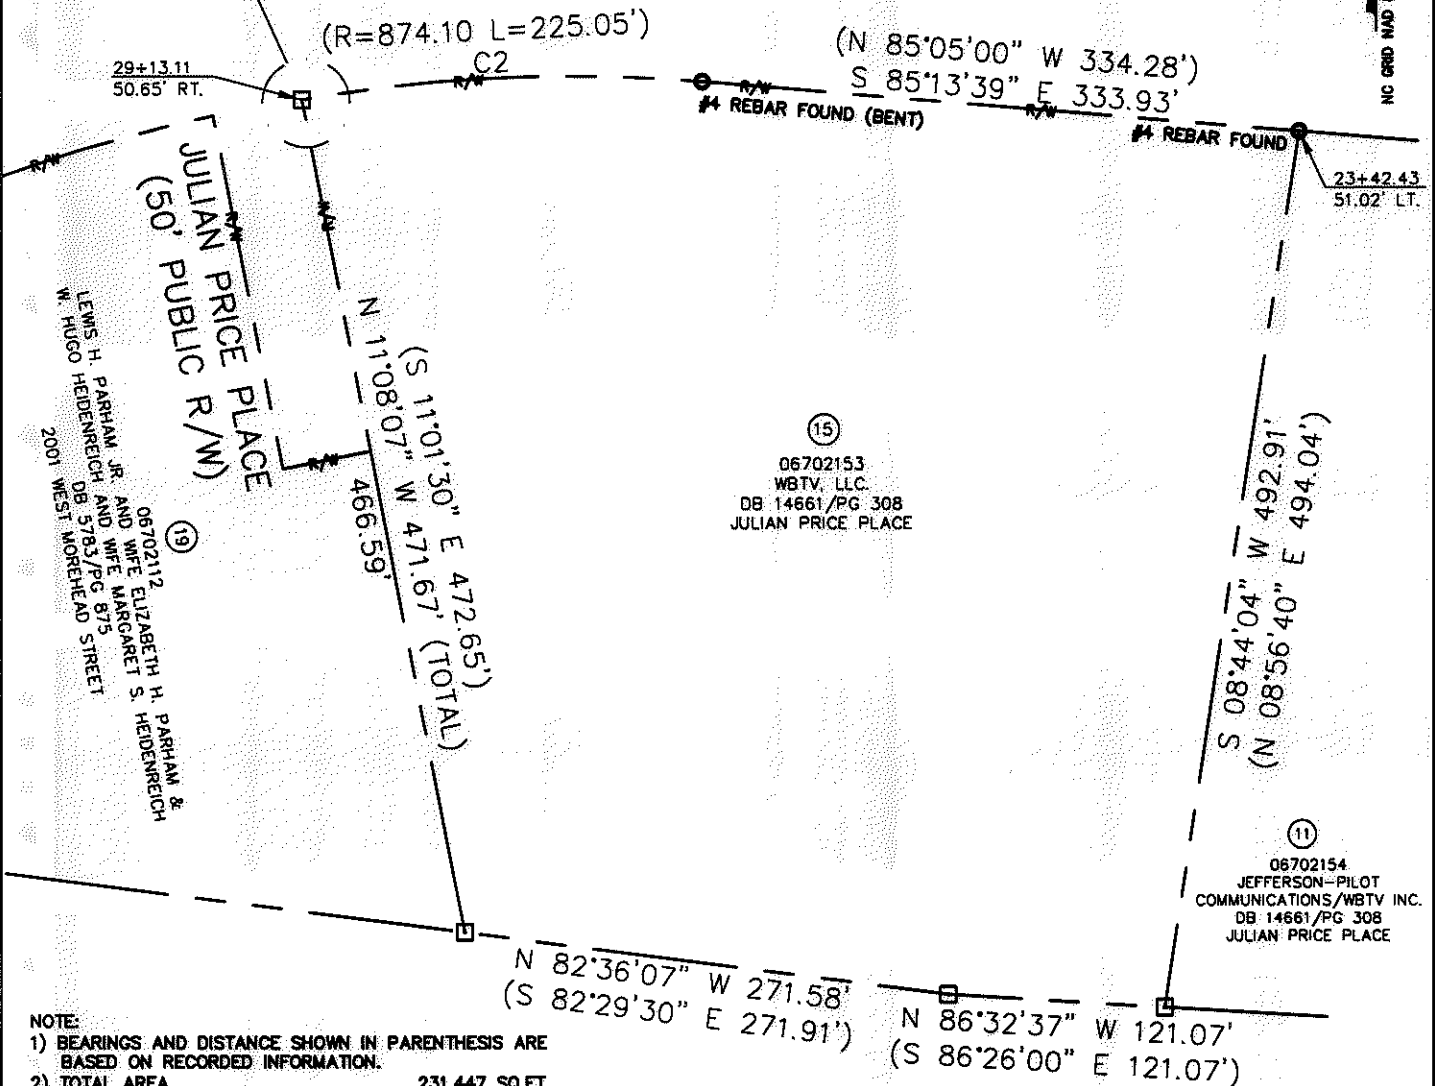 (R=874.10 L=225.05')
C2
29+13.11
50.65' RT.
(N 85°05'00" W 334.28')
S 85°13'39" E 333.93'
NC GRID NAD
R/W
R/W
R/W
#4 REBAR FOUND (BENT)
#4 REBAR FOUND
23+42.43
51.02' LT.
R/W
R/W
R/W
JULIAN PRICE PLACE
(50' PUBLIC R/W)
R/W
(S 11°01'30" E 472.65')
N 11°08'07" W 471.67' (TOTAL)
466.59'
15
06702153
WBTV, LLC.
DB 14661/PG 308
JULIAN PRICE PLACE
S 08°44'04" W 492.91'
(N 08°56'40" E 494.04')
19
06702112
LEWIS H. PARHAM JR. AND WIFE ELIZABETH H. PARHAM &
W. HUGO HEIDENREICH AND WIFE MARGARET S. HEIDENREICH
DB 5783/PG 875
2001 WEST MOREHEAD STREET
11
06702154
JEFFERSON-PILOT
COMMUNICATIONS/WBTV INC.
DB 14661/PG 308
JULIAN PRICE PLACE
N 82°36'07" W 271.58'
(S 82°29'30" E 271.91')
N 86°32'37" W 121.07'
(S 86°26'00" E 121.07')
NOTE:
1) BEARINGS AND DISTANCE SHOWN IN PARENTHESIS ARE
BASED ON RECORDED INFORMATION.
2) TOTAL AREA 231,447 SQ.FT.